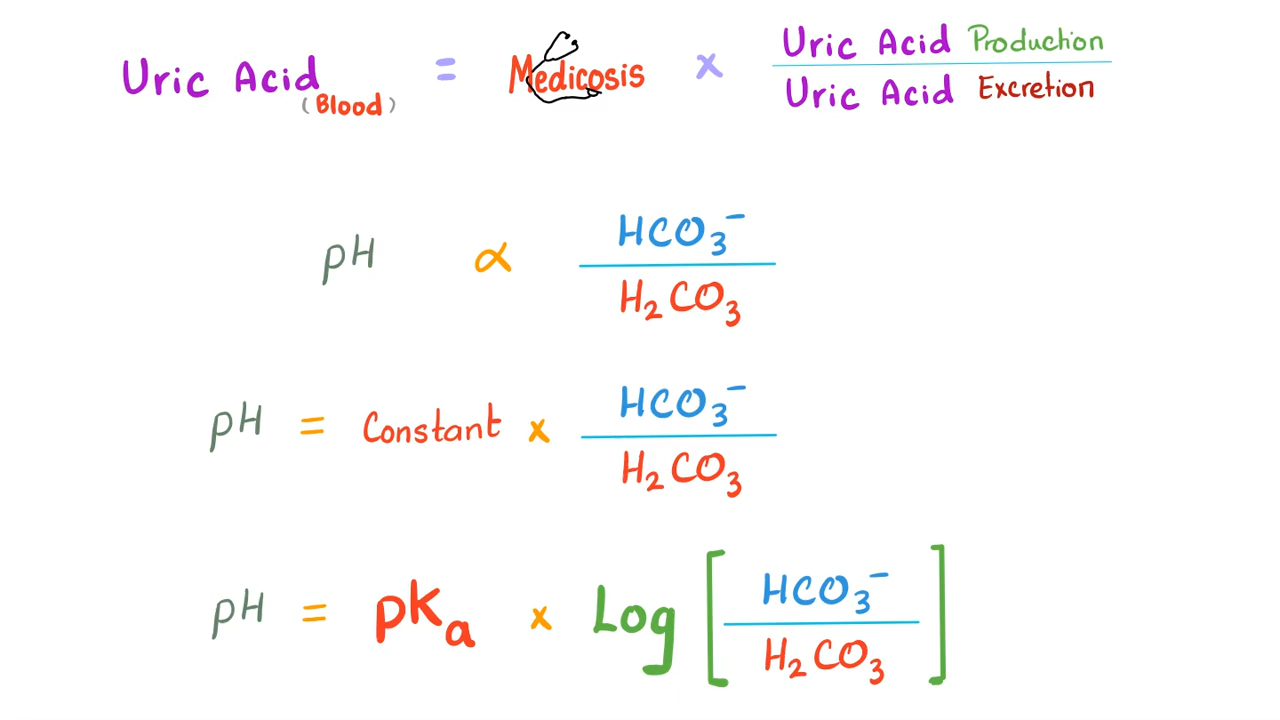 Uric Acid (Blood) = Medicosis x Uric Acid Production
Uric Acid Excretion
pH ∝ HCO₃⁻
H₂CO₃
pH = Constant x HCO₃⁻
H₂CO₃
pH = pKₐ x Log [ HCO₃⁻
H₂CO₃ ]